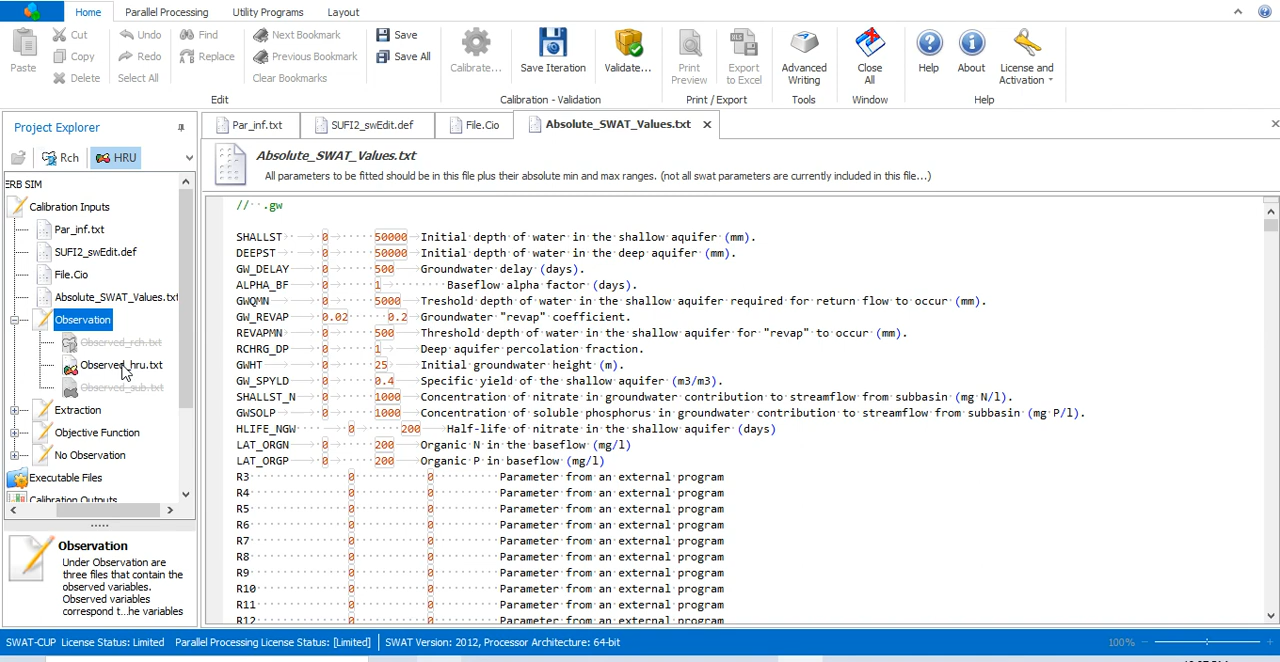 Home Parallel Processing Utility Programs Layout
Paste
Cut
Copy
Delete
Undo
Redo
Select All
Find
Replace
Next Bookmark
Previous Bookmark
Clear Bookmarks
Edit
Save
Save All
Calibrate...
Save Iteration
Validate...
Calibration - Validation
Print Preview
Export to Excel
Print / Export
Advanced Writing
Tools
Close All
Window
Help
About
License and Activation
Help
Project Explorer
Rch HRU
ERB SIM
Calibration Inputs
Par_inf.txt
SUFI2_swEdit.def
File.Cio
Absolute_SWAT_Values.txt
Observation
Observed_rch.txt
Observed_hru.txt
Observed_sub.txt
Extraction
Objective Function
No Observation
Executable Files
Calibration Outputs
Observation
Under Observation are
three files that contain the
observed variables.
Observed variables
correspond t...he variables
Par_inf.txt SUFI2_swEdit.def File.Cio Absolute_SWAT_Values.txt
Absolute_SWAT_Values.txt
All parameters to be fitted should be in this file plus their absolute min and max ranges. (not all swat parameters are currently included in this file...)
// .gw
SHALLST 0 50000 Initial depth of water in the shallow aquifer (mm).
DEEPST 0 50000 Initial depth of water in the deep aquifer (mm).
GW_DELAY 0 500 Groundwater delay (days).
ALPHA_BF 0 1 Baseflow alpha factor (days).
GWQMN 0 5000 Treshold depth of water in the shallow aquifer required for return flow to occur (mm).
GW_REVAP 0.02 0.2 Groundwater "revap" coefficient.
REVAPMN 0 500 Threshold depth of water in the shallow aquifer for "revap" to occur (mm).
RCHRG_DP 0 1 Deep aquifer percolation fraction.
GWHT 0 25 Initial groundwater height (m).
GW_SPYLD 0 0.4 Specific yield of the shallow aquifer (m3/m3).
SHALLST_N 0 1000 Concentration of nitrate in groundwater contribution to streamflow from subbasin (mg N/l).
GWSOLP 0 1000 Concentration of soluble phosphorus in groundwater contribution to streamflow from subbasin (mg P/l).
HLIFE_NGW 0 200 Half-life of nitrate in the shallow aquifer (days)
LAT_ORGN 0 200 Organic N in the baseflow (mg/l)
LAT_ORGP 0 200 Organic P in baseflow (mg/l)
R3 0 0 Parameter from an external program
R4 0 0 Parameter from an external program
R5 0 0 Parameter from an external program
R6 0 0 Parameter from an external program
R7 0 0 Parameter from an external program
R8 0 0 Parameter from an external program
R9 0 0 Parameter from an external program
R10 0 0 Parameter from an external program
R11 0 0 Parameter from an external program
R12 0 0 Parameter from an external program
SWAT-CUP License Status: Limited Parallel Processing License Status: [Limited] SWAT Version: 2012, Processor Architecture: 64-bit 100%